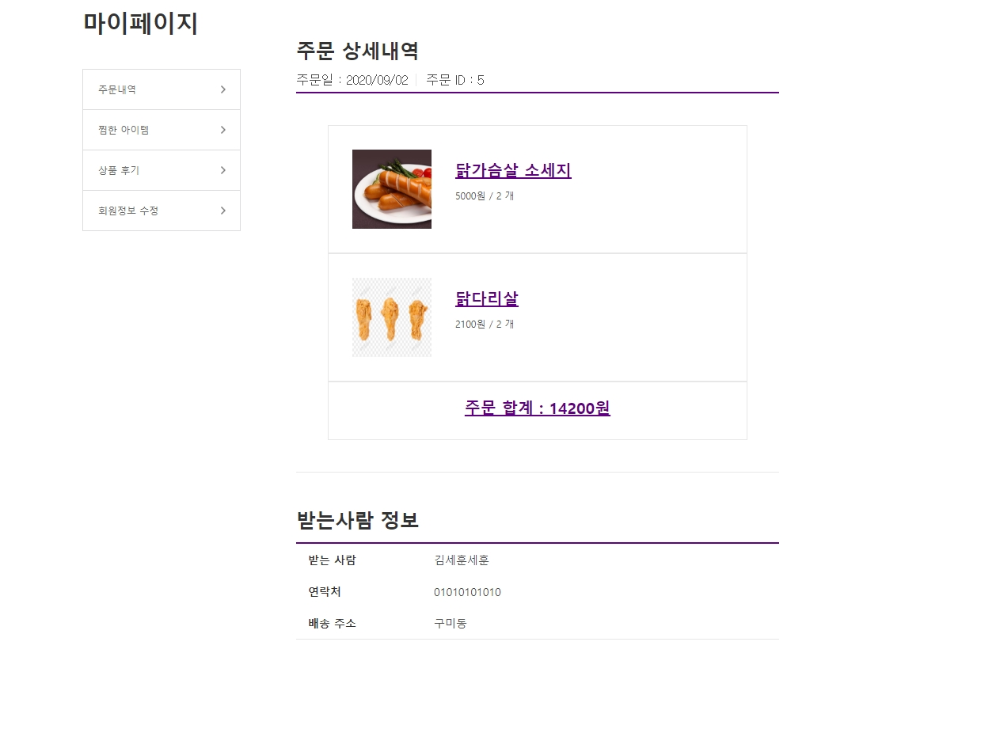 마이페이지
주문내역
찜한 아이템
상품 후기
회원정보 수정
주문 상세내역
주문일 : 2020/09/02 주문 ID : 5
닭가슴살 소세지
5000원 / 2 개
닭다리살
2100원 / 2 개
주문 합계 : 14200원
받는사람 정보
받는 사람 김세훈세훈
연락처 01010101010
배송 주소 구미동